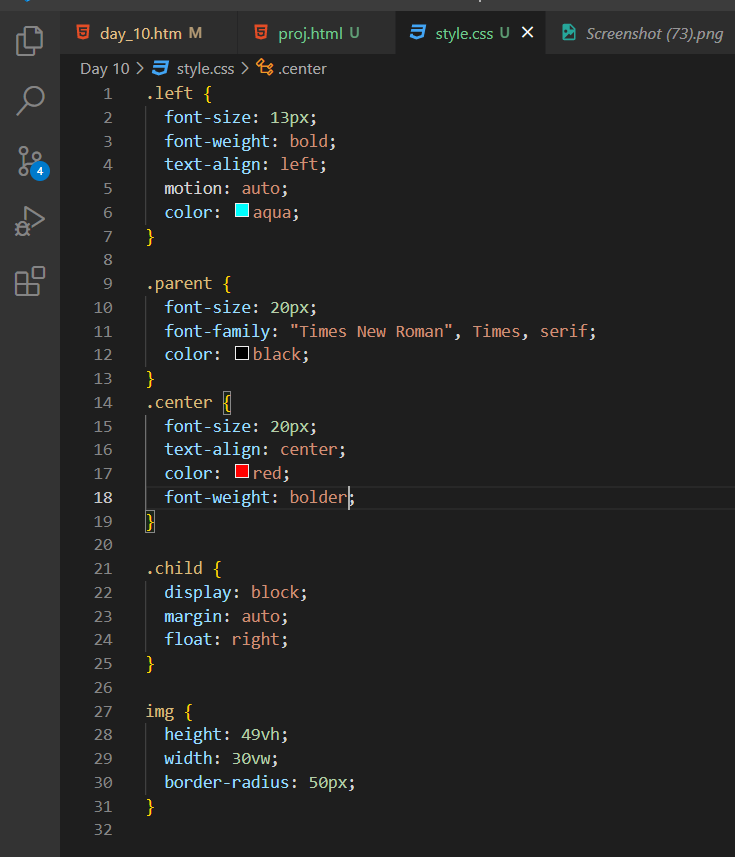 day_10.htm M proj.html U style.css U Screenshot (73).png
Day 10 > style.css > .center
1 .left {
2 font-size: 13px;
3 font-weight: bold;
4 text-align: left;
5 motion: auto;
6 color: aqua;
7 }
8
9 .parent {
10 font-size: 20px;
11 font-family: "Times New Roman", Times, serif;
12 color: black;
13 }
14 .center {
15 font-size: 20px;
16 text-align: center;
17 color: red;
18 font-weight: bolder;
19 }
20
21 .child {
22 display: block;
23 margin: auto;
24 float: right;
25 }
26
27 img {
28 height: 49vh;
29 width: 30vw;
30 border-radius: 50px;
31 }
32
4